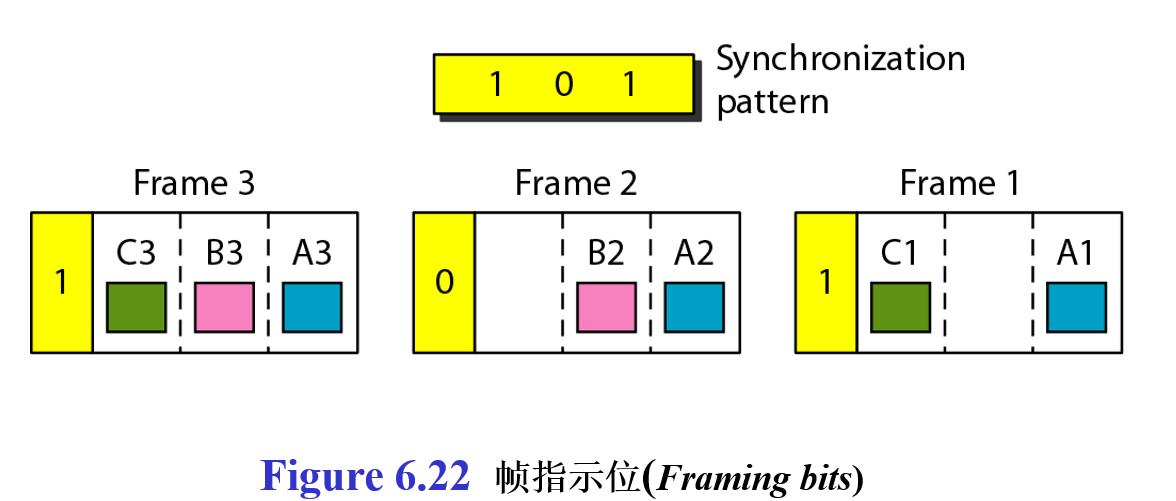 1 0 1
Synchronization
pattern
Frame 3
Frame 2
Frame 1
1
C3 B3 A3
0
B2 A2
1
C1 A1
Figure 6.22 帧指示位(Framing bits)